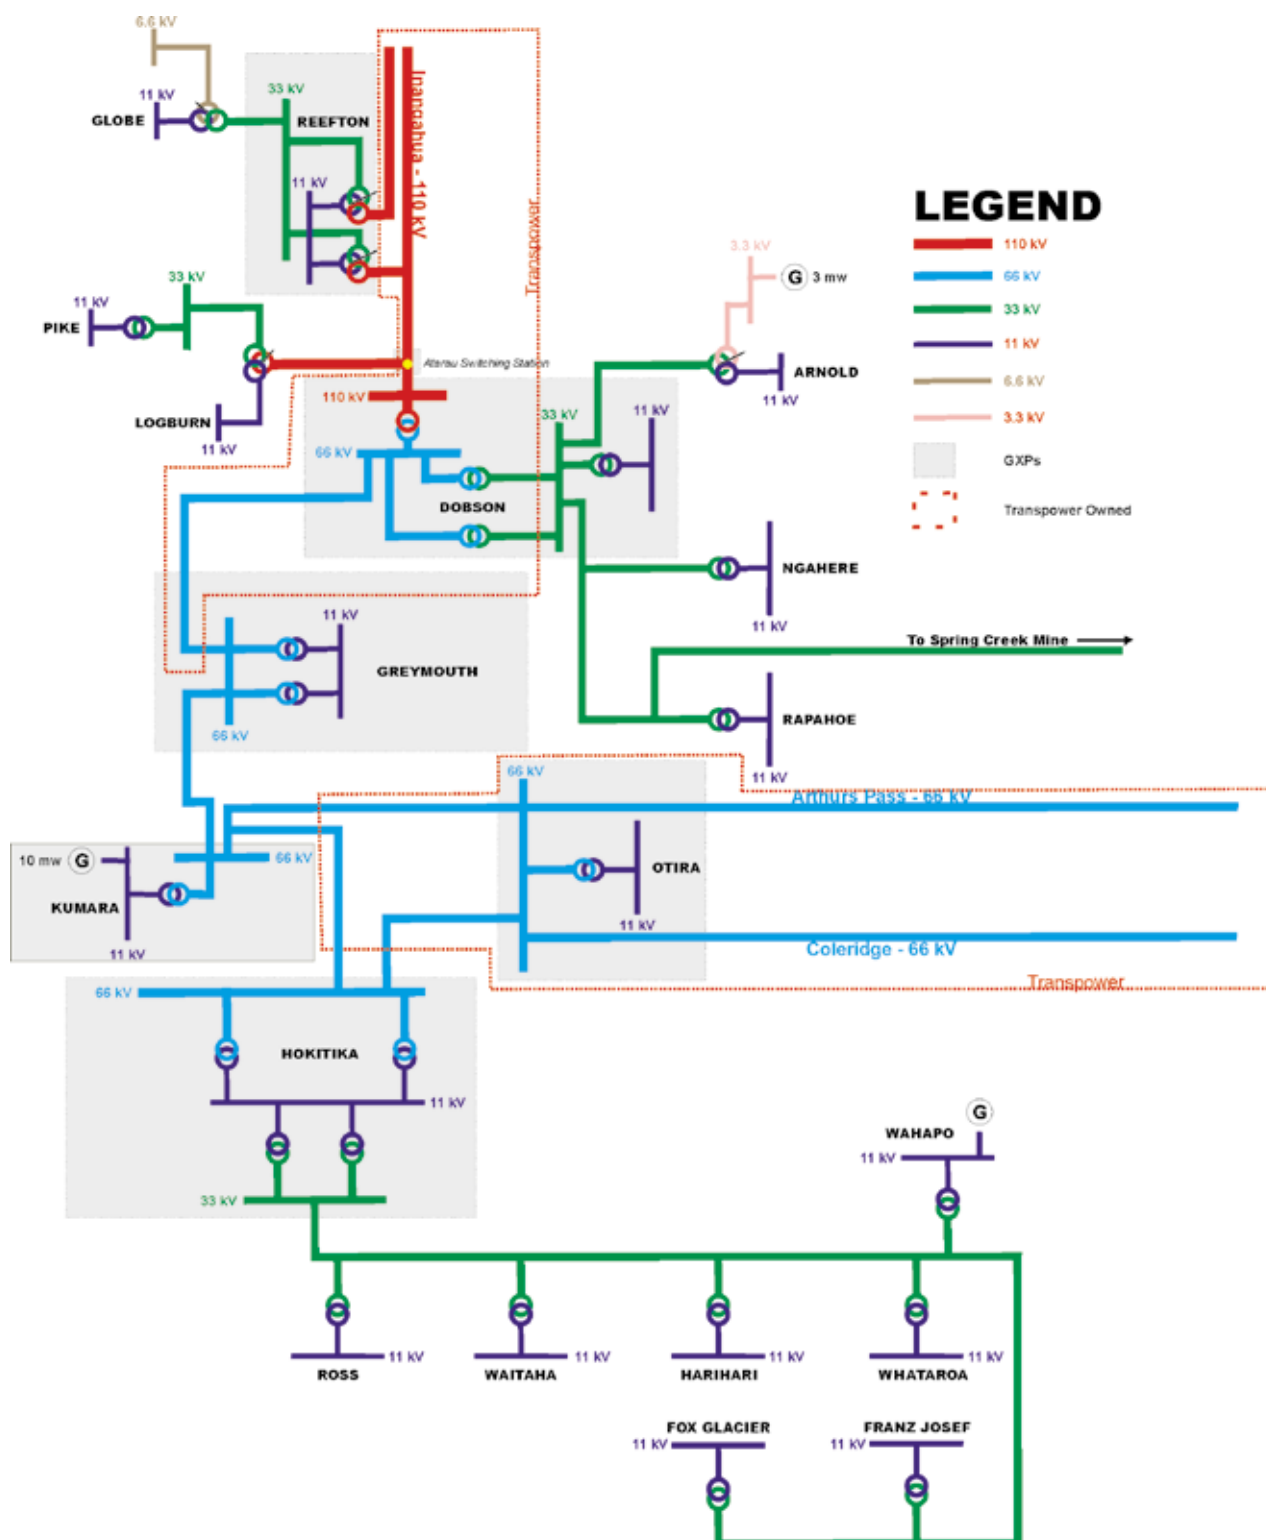 6.6 kV
11 kV
GLOBE
33 kV
REEFTON
11 kV
Inangahua - 110 kV
Transpower
LEGEND
110 kV
66 kV
33 kV
11 kV
6.6 kV
3.3 kV
GXPs
Transpower Owned
3.3 kV
G 3 mw
33 kV
11 kV
PIKE
Atarau Switching Station
ARNOLD
11 kV
LOGBURN
11 kV
110 kV
33 kV
11 kV
66 kV
DOBSON
NGAHERE
11 kV
11 kV
GREYMOUTH
To Spring Creek Mine
66 kV
RAPAHOE
11 kV
66 kV
Arthurs Pass - 66 kV
10 mw G
66 kV
KUMARA
11 kV
OTIRA
11 kV
Coleridge - 66 kV
Transpower
66 kV
HOKITIKA
11 kV
G
WAHAPO
11 kV
33 kV
11 kV
11 kV
11 kV
11 kV
ROSS
WAITAHA
HARIHARI
WHATAROA
FOX GLACIER
FRANZ JOSEF
11 kV
11 kV